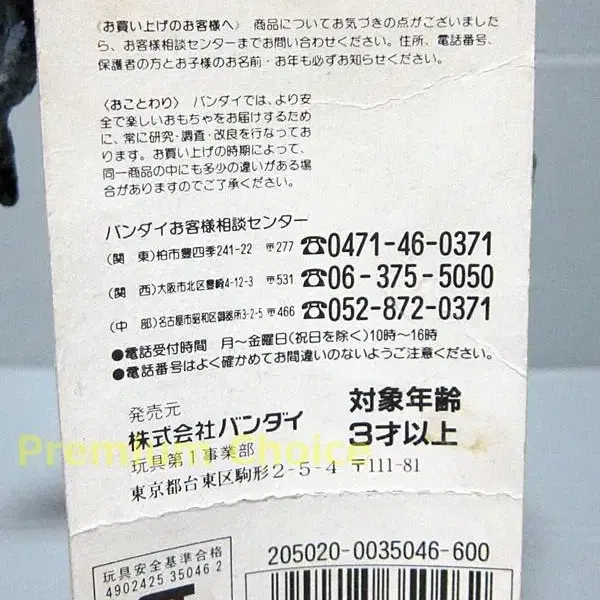 《お買い上げのお客様へ》 商品についてお気づきの点がございました
ら、お客様相談センターまでお問い合わせください。住所、電話番号、
保護者の方とお子様のお名前・お年も必ずお知らせください。
〈おことわり〉 バンダイでは、より安
全で楽しいおもちゃをお届けするため
に、常に研究・調査・改良を行なってお
ります。お買い上げの時期によって、
同一商品の中にも多少の違いがある場
合がありますのでご了承ください。
バンダイお客様相談センター
(関 東)柏市豊四季241-22 〒277 ☎0471-46-0371
(関 西)大阪市北区豊崎4-12-3 〒531 ☎06-375-5050
(中 部)名古屋市昭和区御器所3-2-5 〒466 ☎052-872-0371
●電話受付時間 月〜金曜日(祝日を除く)10時〜16時
●電話番号はよく確かめてお間違いのないようご注意ください。
発売元
株式会社バンダイ
玩具第1事業部
東京都台東区駒形2-5-4 〒111-81
対象年齢
3才以上
Premium Choice
玩具安全基準合格
4902425 35046 2
205020-0035046-600